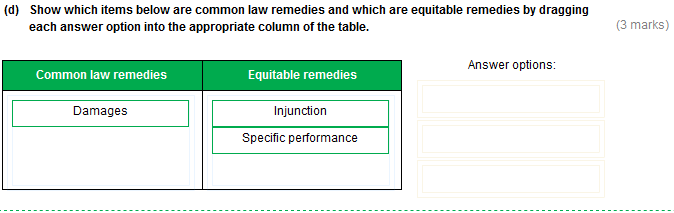 (d) Show which items below are common law remedies and which are equitable remedies by dragging
each answer option into the appropriate column of the table.
(3 marks)
Common law remedies
Equitable remedies
Answer options:
Damages
Injunction
Specific performance